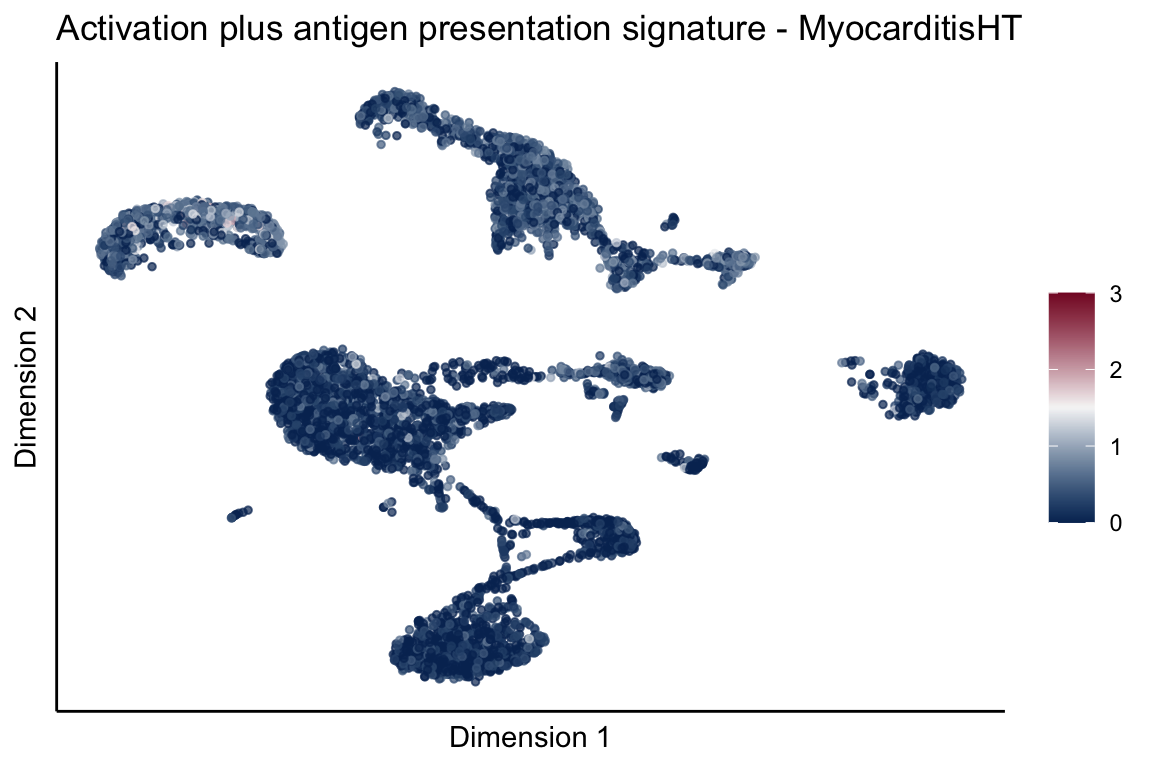 Activation plus antigen presentation signature - MyocarditisHT
Dimension 2
3
2
1
0
Dimension 1